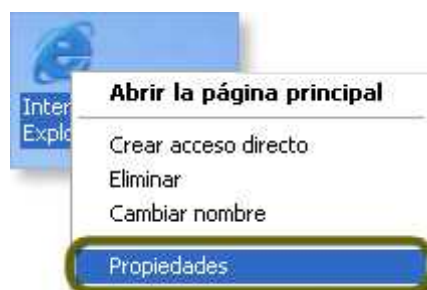 Abrir la página principal
Inter
Explo
Crear acceso directo
Eliminar
Cambiar nombre
Propiedades